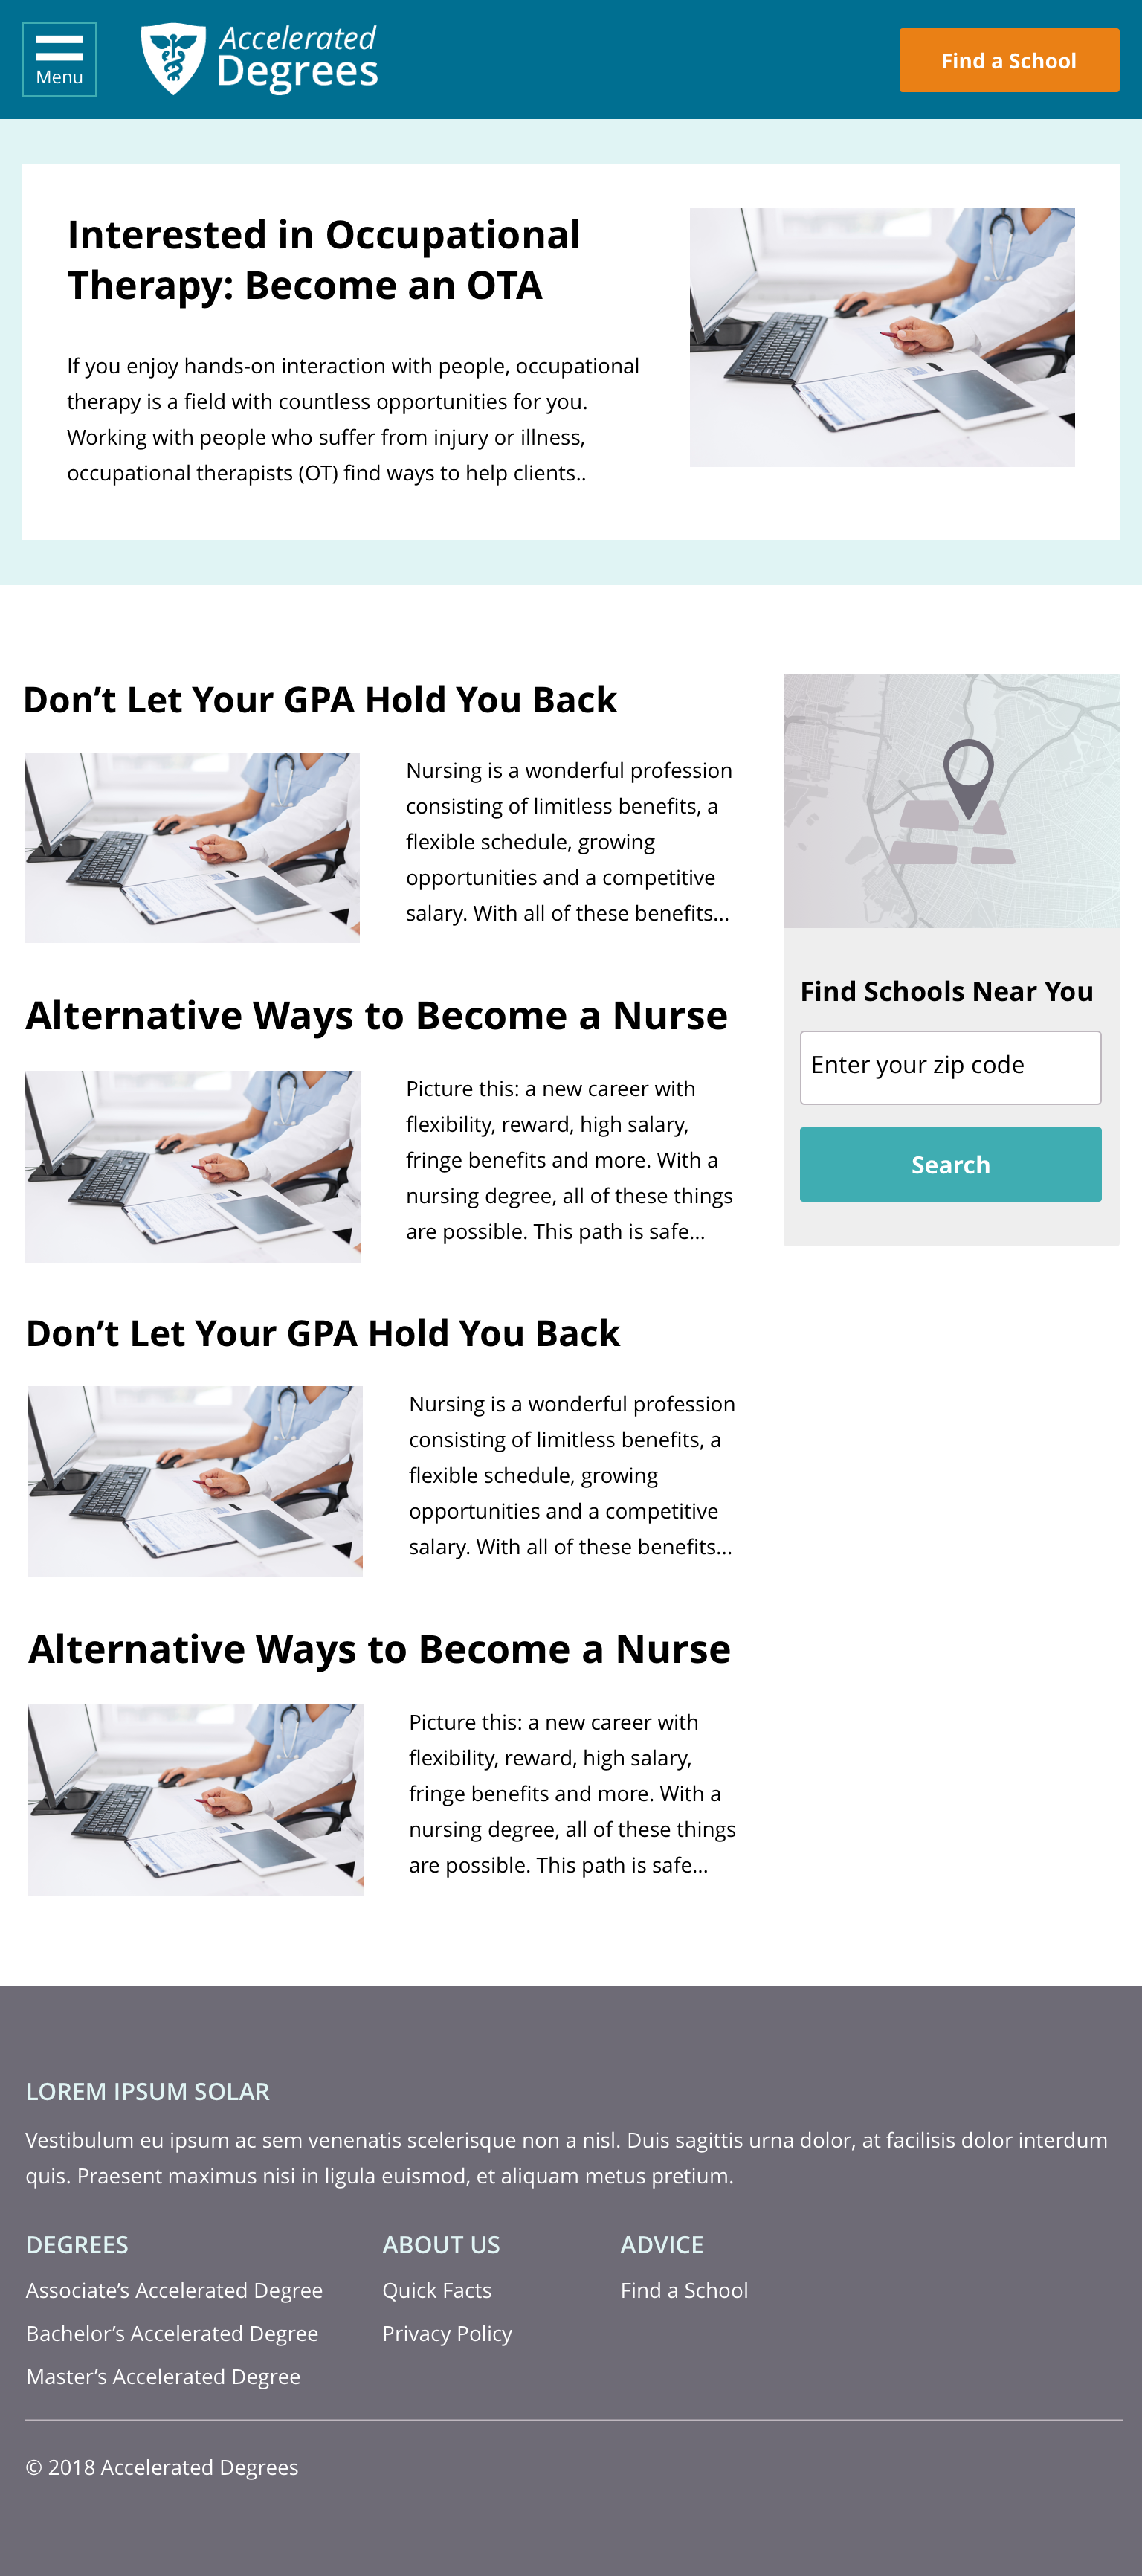 Menu
Accelerated
Degrees
Find a School
Interested in Occupational
Therapy: Become an OTA
If you enjoy hands-on interaction with people, occupational
therapy is a field with countless opportunities for you.
Working with people who suffer from injury or illness,
occupational therapists (OT) find ways to help clients..
Don’t Let Your GPA Hold You Back
Nursing is a wonderful profession
consisting of limitless benefits, a
flexible schedule, growing
opportunities and a competitive
salary. With all of these benefits...
Alternative Ways to Become a Nurse
Picture this: a new career with
flexibility, reward, high salary,
fringe benefits and more. With a
nursing degree, all of these things
are possible. This path is safe...
Find Schools Near You
Enter your zip code
Search
Don’t Let Your GPA Hold You Back
Nursing is a wonderful profession
consisting of limitless benefits, a
flexible schedule, growing
opportunities and a competitive
salary. With all of these benefits...
Alternative Ways to Become a Nurse
Picture this: a new career with
flexibility, reward, high salary,
fringe benefits and more. With a
nursing degree, all of these things
are possible. This path is safe...
LOREM IPSUM SOLAR
Vestibulum eu ipsum ac sem venenatis scelerisque non a nisl. Duis sagittis urna dolor, at facilisis dolor interdum
quis. Praesent maximus nisi in ligula euismod, et aliquam metus pretium.
DEGREES
Associate’s Accelerated Degree
Bachelor’s Accelerated Degree
Master’s Accelerated Degree
ABOUT US
Quick Facts
Privacy Policy
ADVICE
Find a School
© 2018 Accelerated Degrees